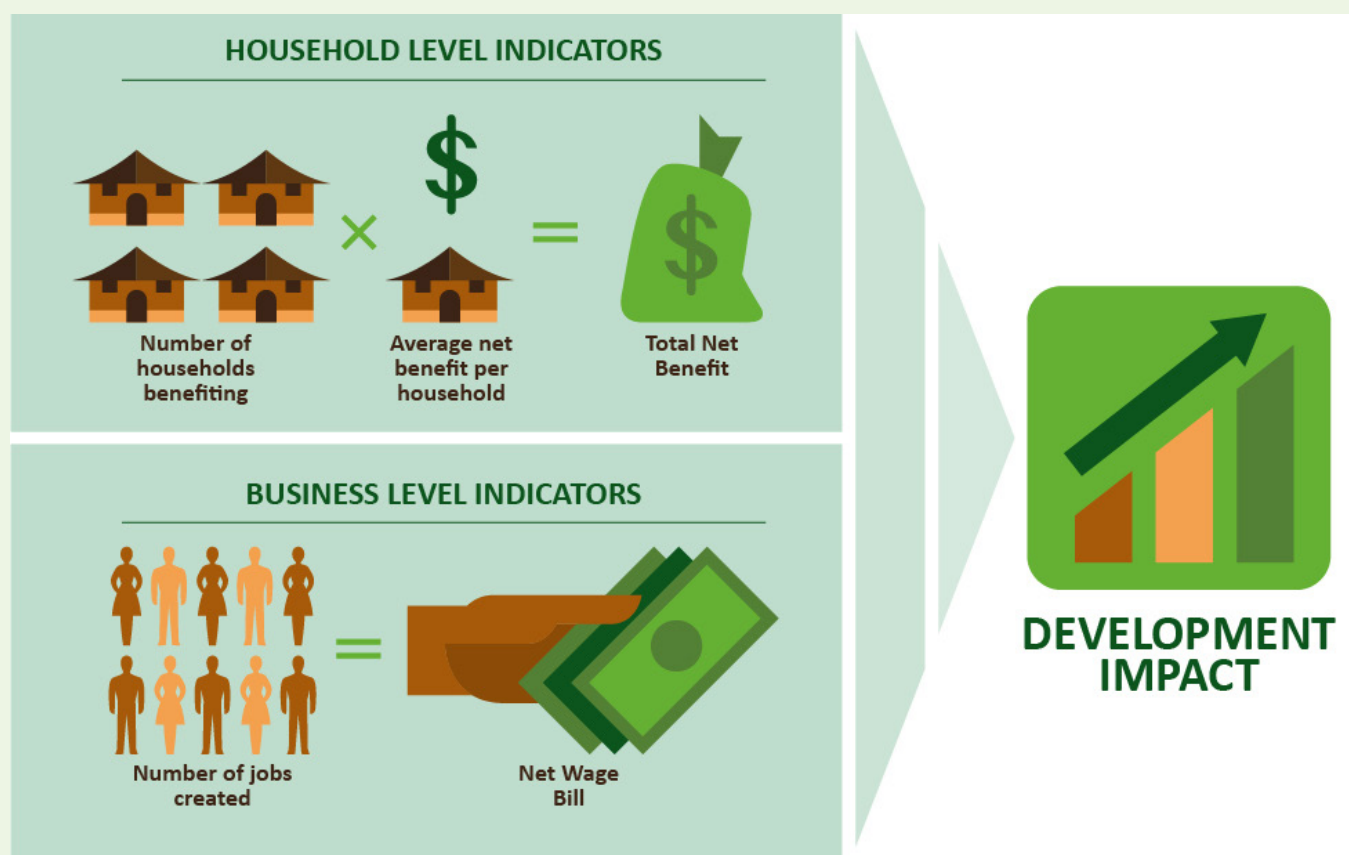 HOUSEHOLD LEVEL INDICATORS
$
×
=
$
Number of
households
benefiting
Average net
benefit per
household
Total Net
Benefit
BUSINESS LEVEL INDICATORS
=
Number of jobs
created
Net Wage
Bill
DEVELOPMENT
IMPACT